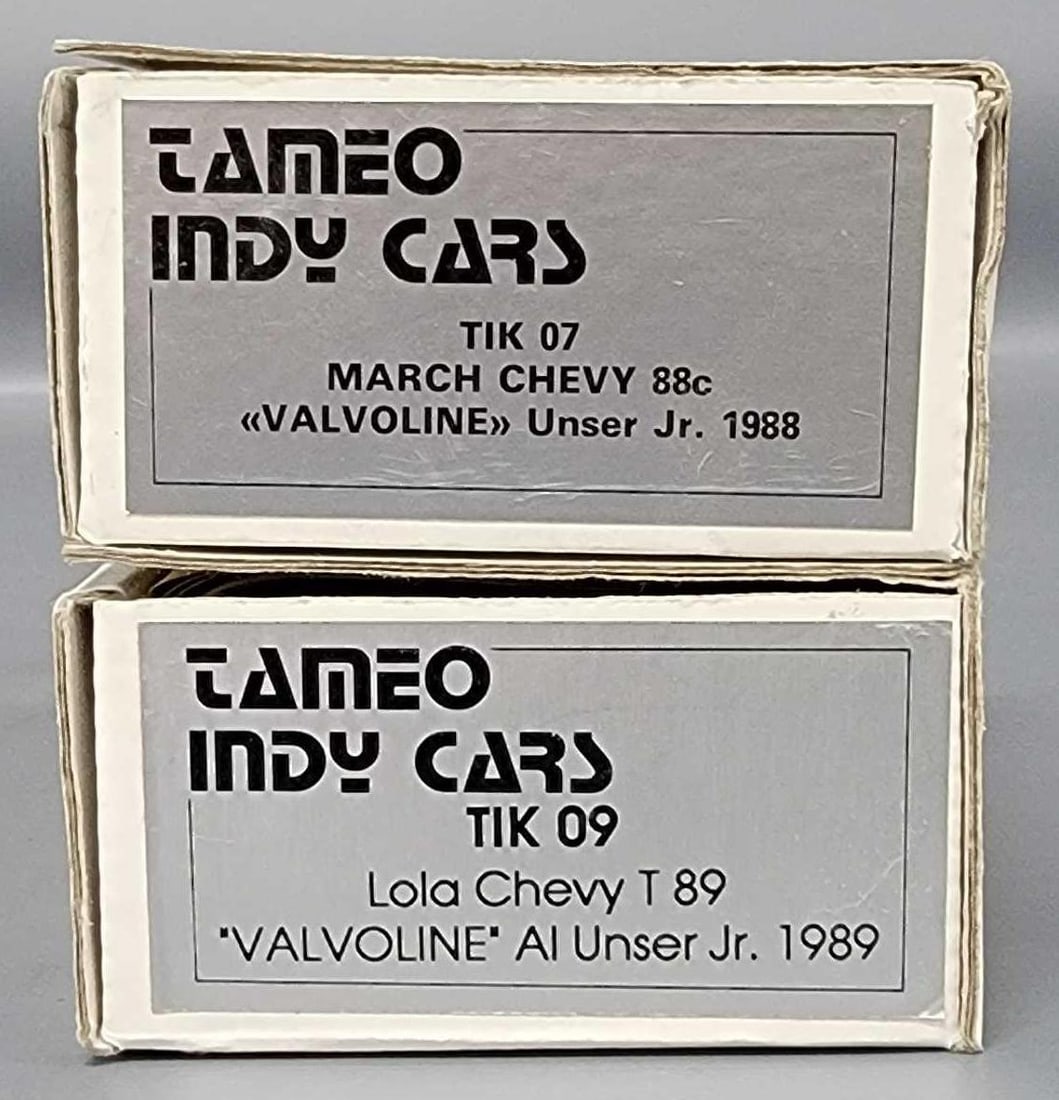 TAMEO
INDY CARS
TIK 07
MARCH CHEVY 88c
«VALVOLINE» Unser Jr. 1988
TAMEO
INDY CARS
TIK 09
Lola Chevy T 89
"VALVOLINE" Al Unser Jr. 1989